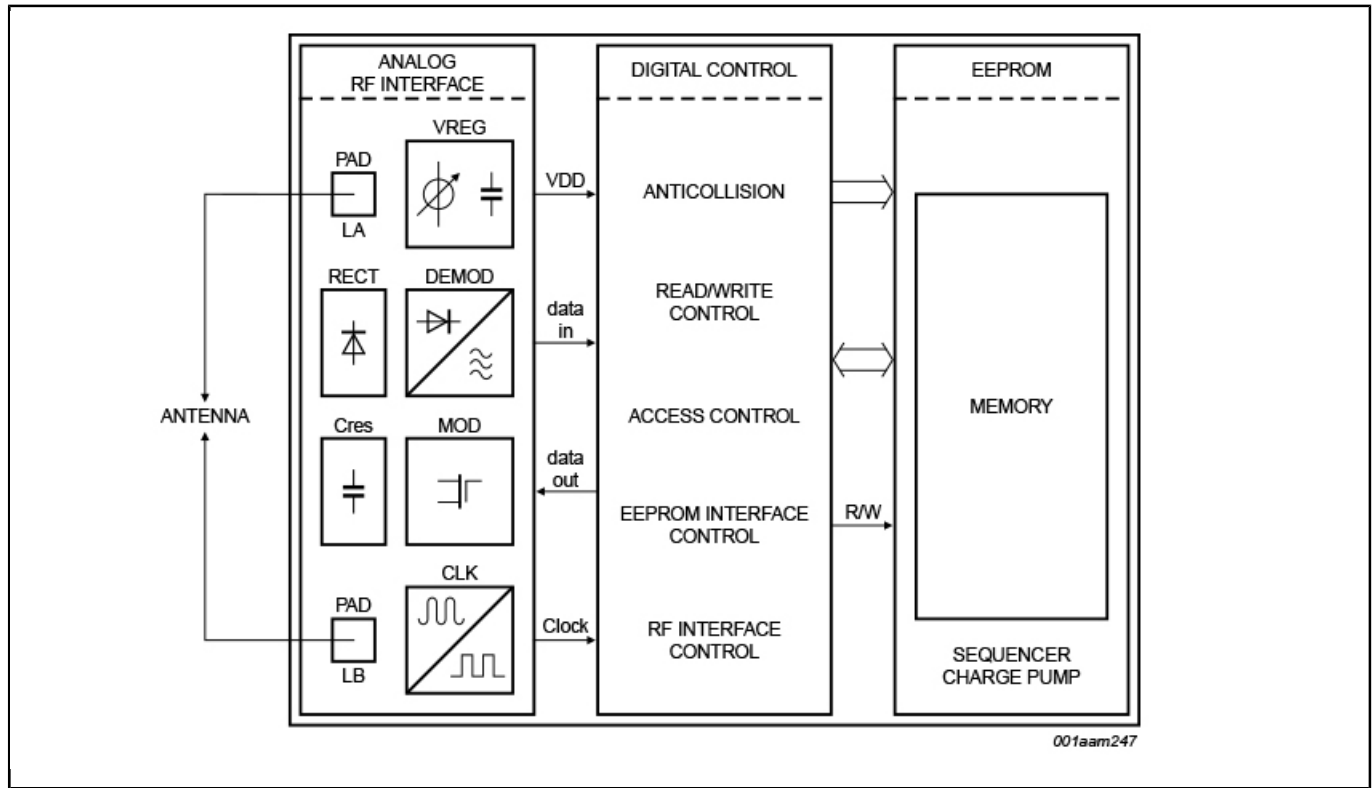 ANALOG
RF INTERFACE
VREG
PAD
LA
RECT
DEMOD
Cres
MOD
CLK
PAD
LB
ANTENNA
VDD
data
in
data
out
Clock
DIGITAL CONTROL
ANTICOLLISION
READ/WRITE
CONTROL
ACCESS CONTROL
EEPROM INTERFACE
CONTROL
RF INTERFACE
CONTROL
R/W
EEPROM
MEMORY
SEQUENCER
CHARGE PUMP
001aam247